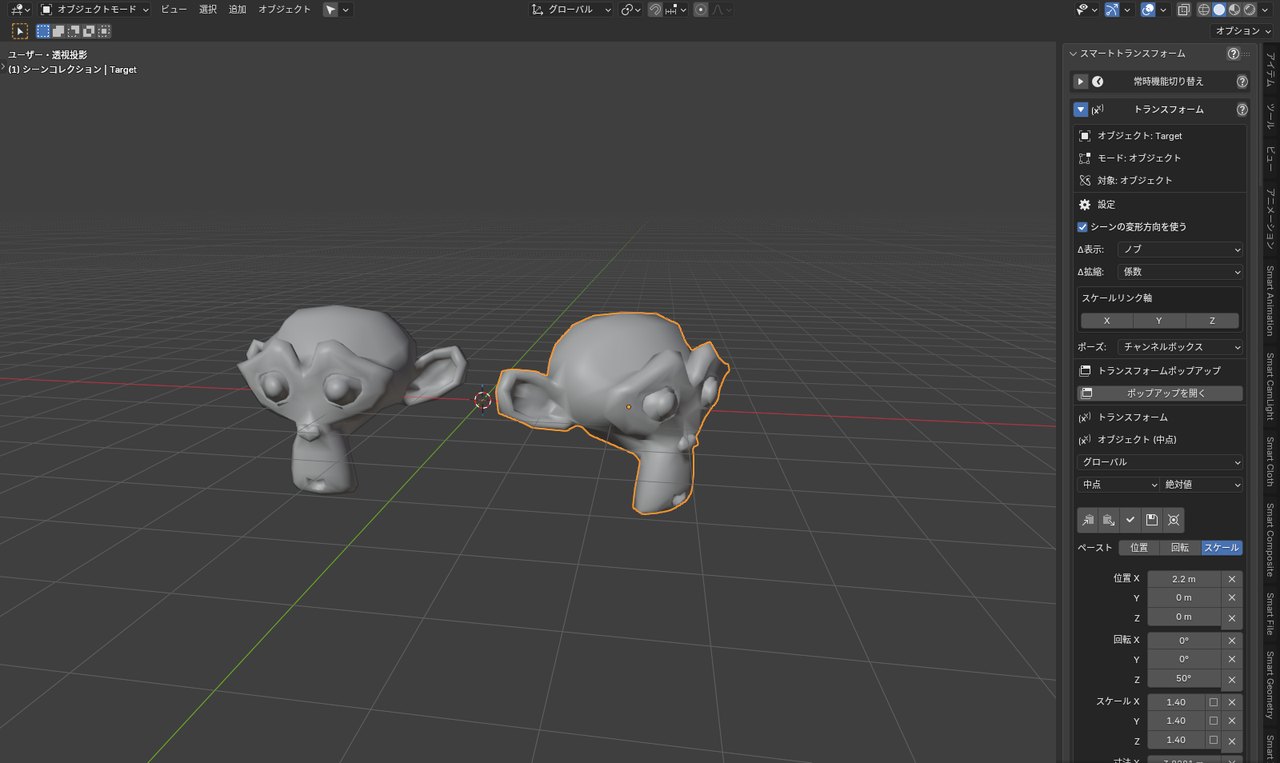 オブジェクトモード ビュー 選択 追加 オブジェクト グローバル
オプション
ユーザー・透視投影
(1) シーンコレクション | Target
スマートトランスフォーム
常時機能切り替え
トランスフォーム
オブジェクト: Target
モード: オブジェクト
対象: オブジェクト
設定
シーンの変形方向を使う
Δ表示: ノブ
Δ拡縮: 係数
スケールリンク軸
X Y Z
ポーズ: チャンネルボックス
トランスフォームポップアップ
ポップアップを開く
トランスフォーム
オブジェクト (中点)
グローバル
中点 絶対値
ペースト 位置 回転 スケール
位置 X 2.2 m
Y 0 m
Z 0 m
回転 X 0°
Y 0°
Z 50°
スケール X 1.40
Y 1.40
Z 1.40
アイテム
ツール
ビュー
アニメーション
Smart Animation
Smart CamLight
Smart Cloth
Smart Composite
Smart File
Smart Geometry
Smart